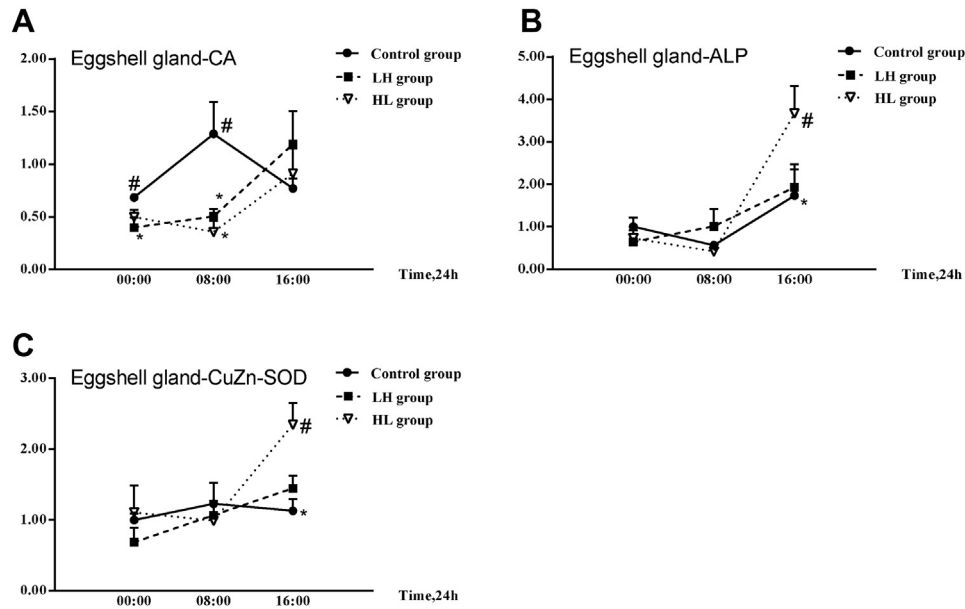 A
Eggshell gland-CA
Control group
LH group
HL group
2.00
1.50
1.00
0.50
0.00
#
#
*
*
*
00:00 08:00 16:00
Time,24h
B
Eggshell gland-ALP
Control group
LH group
HL group
5.00
4.00
3.00
2.00
1.00
0.00
#
*
00:00 08:00 16:00
Time,24h
C
Eggshell gland-CuZn-SOD
Control group
LH group
HL group
3.00
2.00
1.00
0.00
#
*
00:00 08:00 16:00
Time,24h